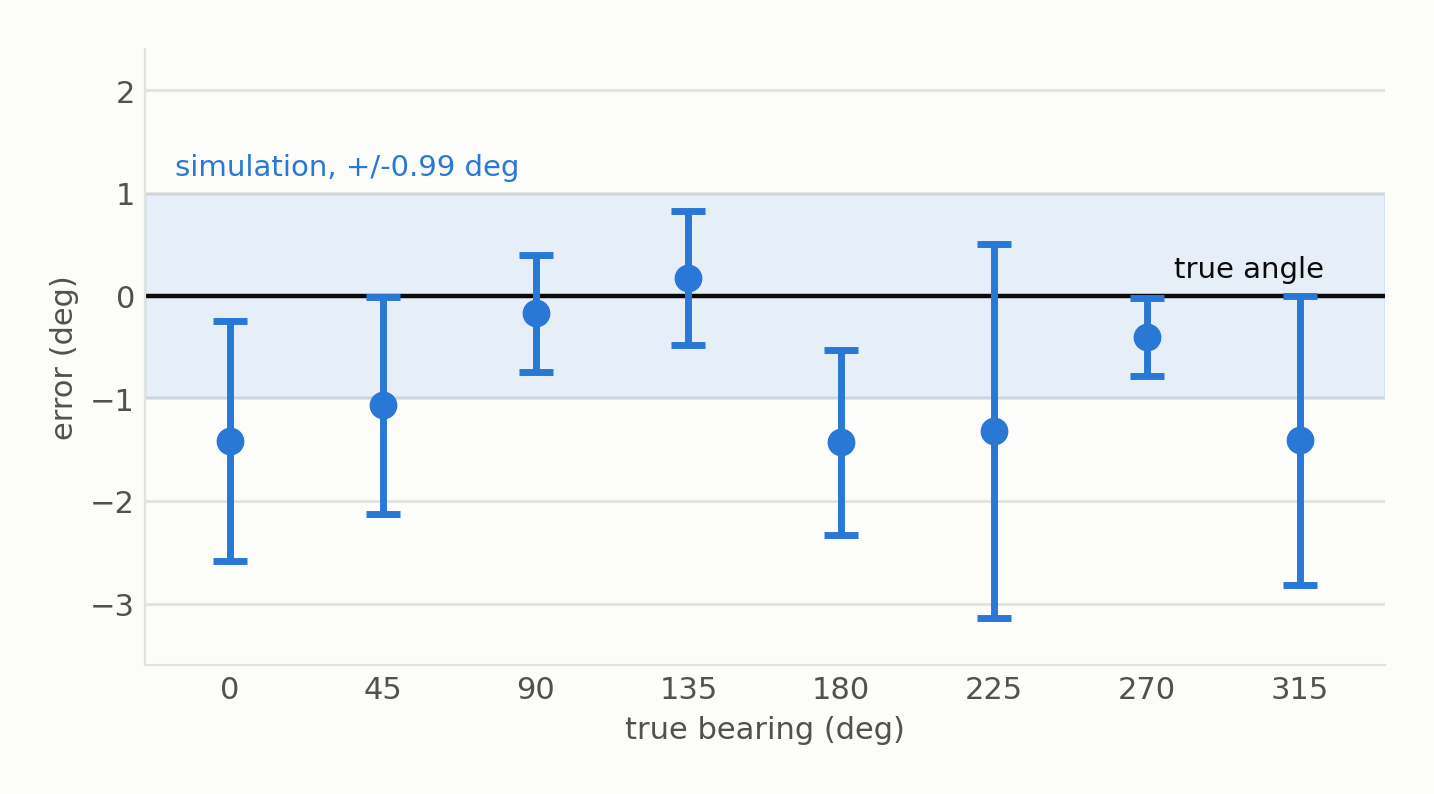 2
simulation, +/-0.99 deg
1
true angle
0
error (deg)
−1
−2
−3
0 45 90 135 180 225 270 315
true bearing (deg)